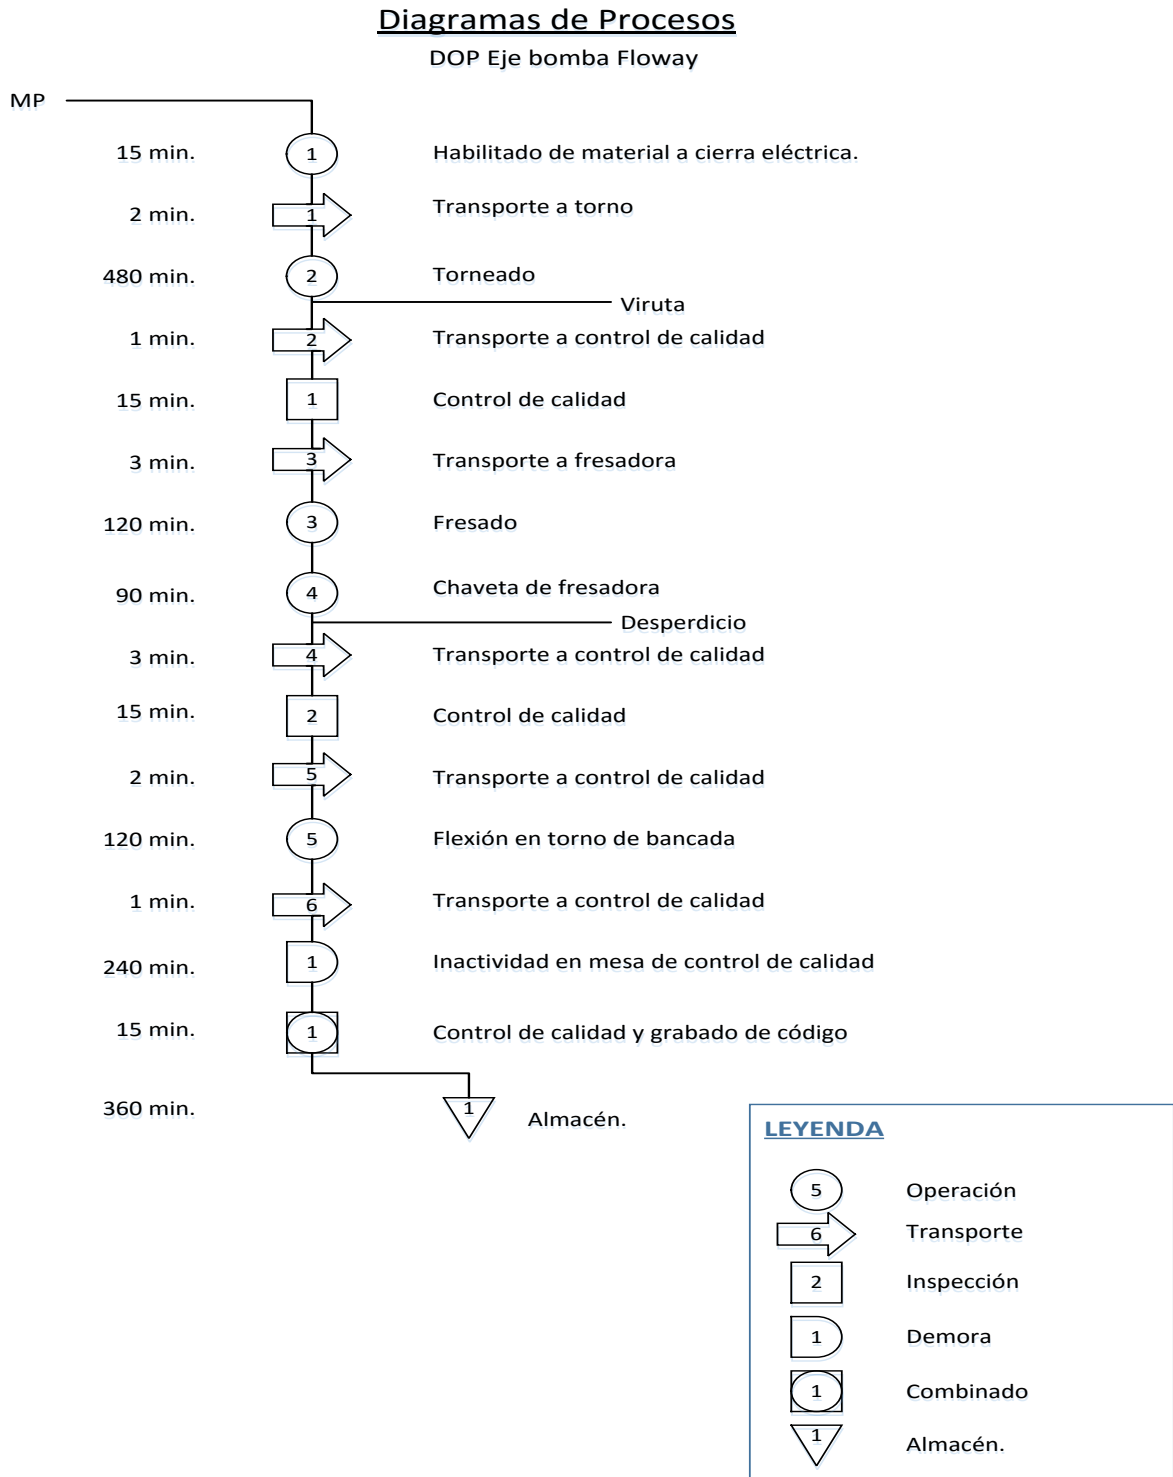 Diagramas de Procesos
DOP Eje bomba Floway
MP
15 min. 1 Habilitado de material a cierra eléctrica.
2 min. 1 Transporte a torno
480 min. 2 Torneado
Viruta
1 min. 2 Transporte a control de calidad
15 min. 1 Control de calidad
3 min. 3 Transporte a fresadora
120 min. 3 Fresado
90 min. 4 Chaveta de fresadora
Desperdicio
3 min. 4 Transporte a control de calidad
15 min. 2 Control de calidad
2 min. 5 Transporte a control de calidad
120 min. 5 Flexión en torno de bancada
1 min. 6 Transporte a control de calidad
240 min. 1 Inactividad en mesa de control de calidad
15 min. 1 Control de calidad y grabado de código
360 min. 1 Almacén.
LEYENDA
5 Operación
6 Transporte
2 Inspección
1 Demora
1 Combinado
1 Almacén.